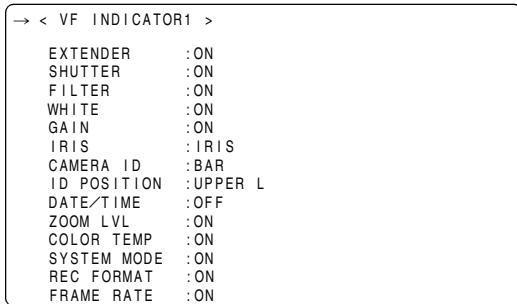 → < VF INDICATOR1 >
EXTENDER :ON
SHUTTER :ON
FILTER :ON
WHITE :ON
GAIN :ON
IRIS :IRIS
CAMERA ID :BAR
ID POSITION :UPPER L
DATE/TIME :OFF
ZOOM LVL :ON
COLOR TEMP :ON
SYSTEM MODE :ON
REC FORMAT :ON
FRAME RATE :ON